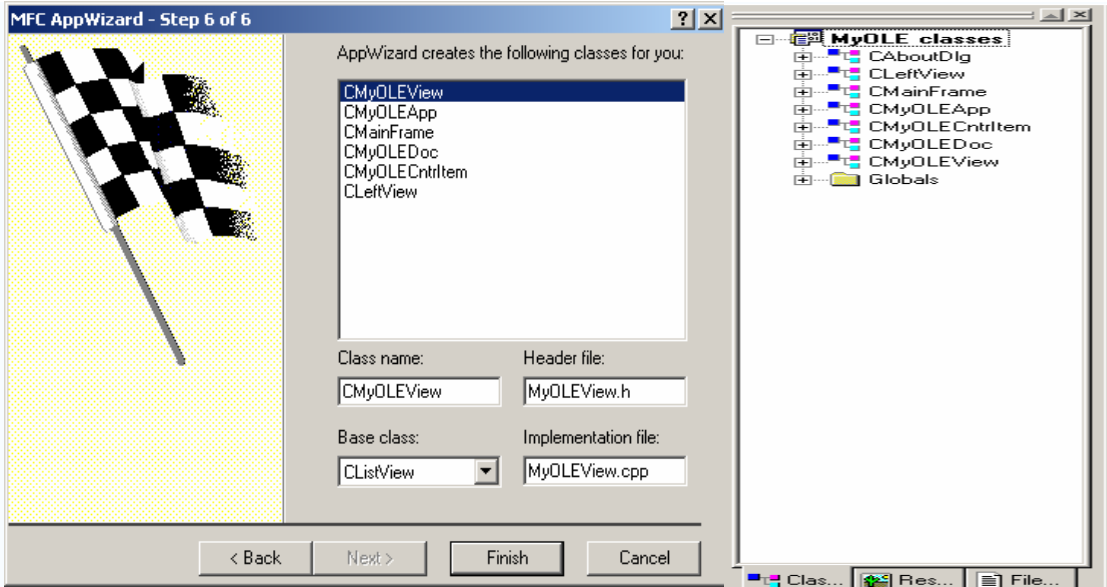 MFC AppWizard - Step 6 of 6
AppWizard creates the following classes for you:
CMyOLEView
CMyOLEApp
CMainFrame
CMyOLEDoc
CMyOLECntrItem
CLeftView
Class name:
Header file:
CMyOLEView
MyOLEView.h
Base class:
Implementation file:
CListView
MyOLEView.cpp
< Back
Next >
Finish
Cancel
MyOLE classes
CAboutDlg
CLeftView
CMainFrame
CMyOLEApp
CMyOLECntrItem
CMyOLEDoc
CMyOLEView
Globals
Clas...
Res...
File...